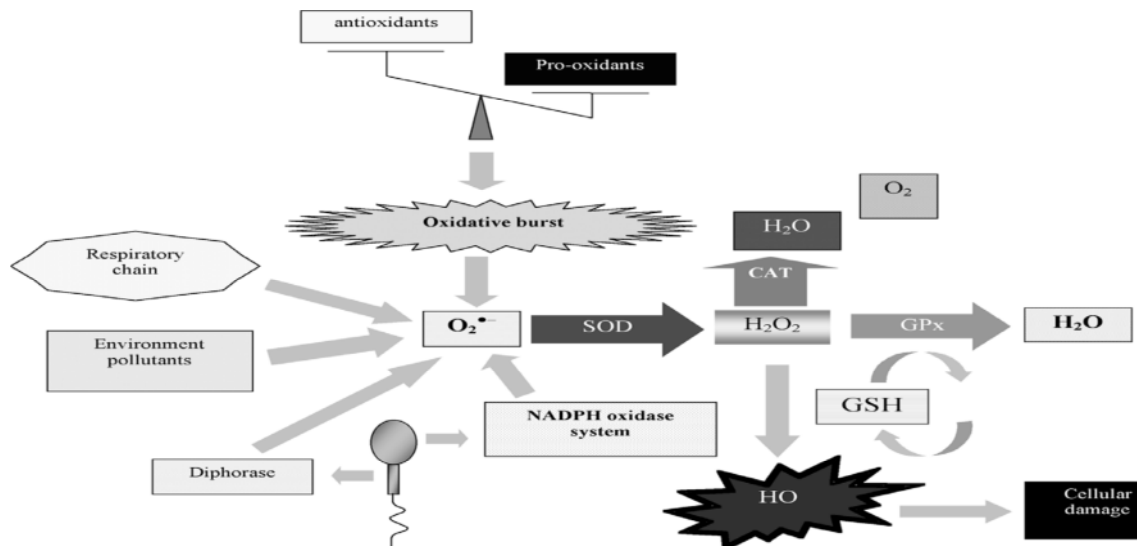 antioxidants
Pro-oxidants
Oxidative burst
O₂
H₂O
CAT
Respiratory
chain
O₂•−
SOD
H₂O₂
GPx
H₂O
Environment
pollutants
GSH
NADPH oxidase
system
Diphorase
HO
Cellular
damage